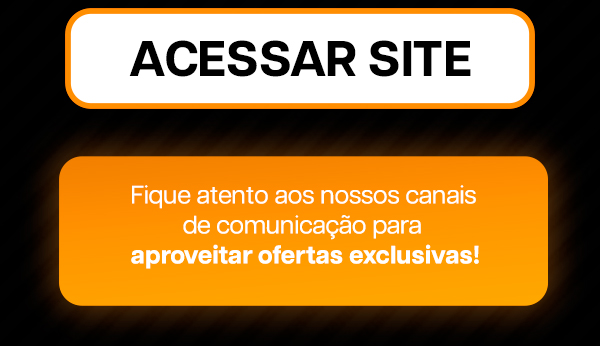 ACESSAR SITE
Fique atento aos nossos canais
de comunicação para
aproveitar ofertas exclusivas!